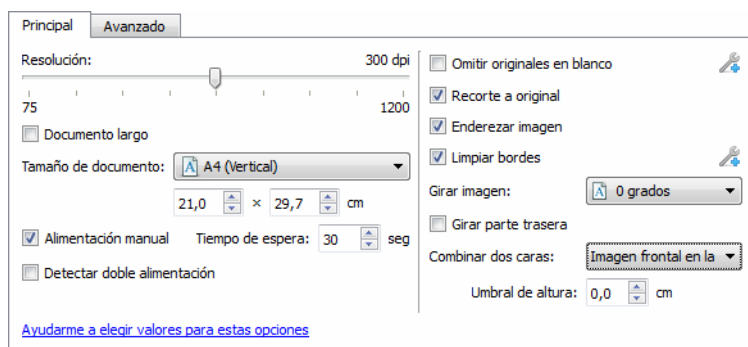 Principal Avanzado
Resolución: 300 dpi
75 1200
Documento largo
Tamaño de documento: A4 (Vertical)
21,0 × 29,7 cm
Alimentación manual Tiempo de espera: 30 seg
Detectar doble alimentación
Ayudarme a elegir valores para estas opciones
Omitir originales en blanco
Recorte a original
Enderezar imagen
Limpiar bordes
Girar imagen: 0 grados
Girar parte trasera
Combinar dos caras: Imagen frontal en la
Umbral de altura: 0,0 cm